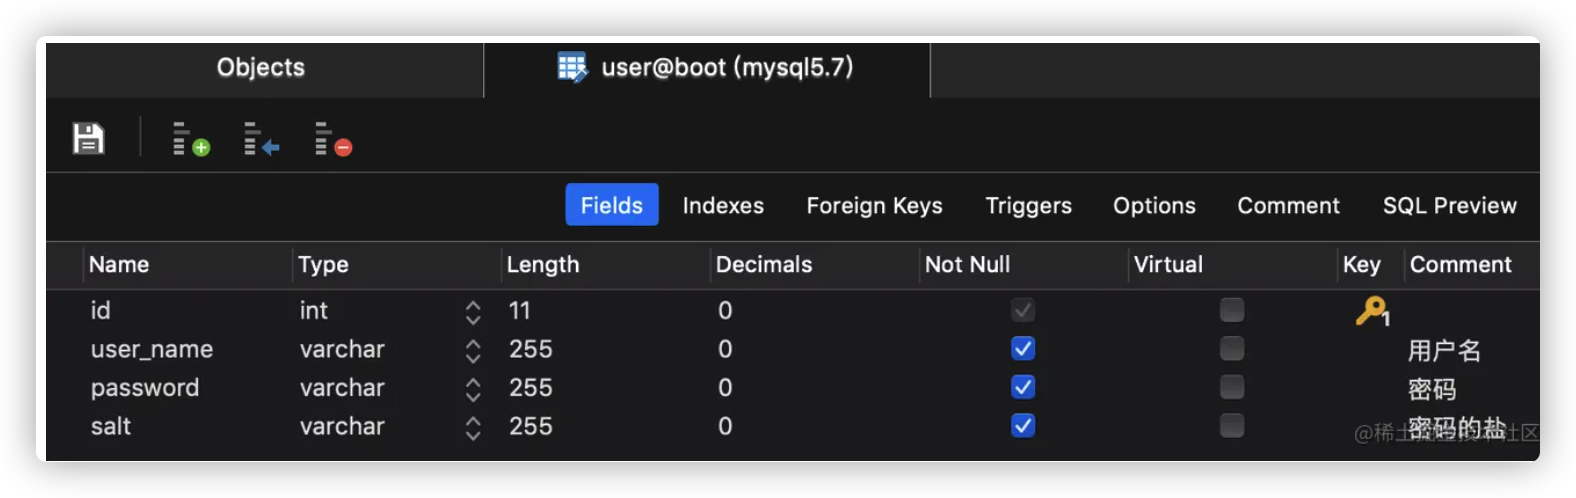 Objects user@boot (mysql5.7)
Fields Indexes Foreign Keys Triggers Options Comment SQL Preview
Name Type Length Decimals Not Null Virtual Key Comment
id int 11 0 1
user_name varchar 255 0 用户名
password varchar 255 0 密码
salt varchar 255 0 密码的盐
@稀土掘金技术社区